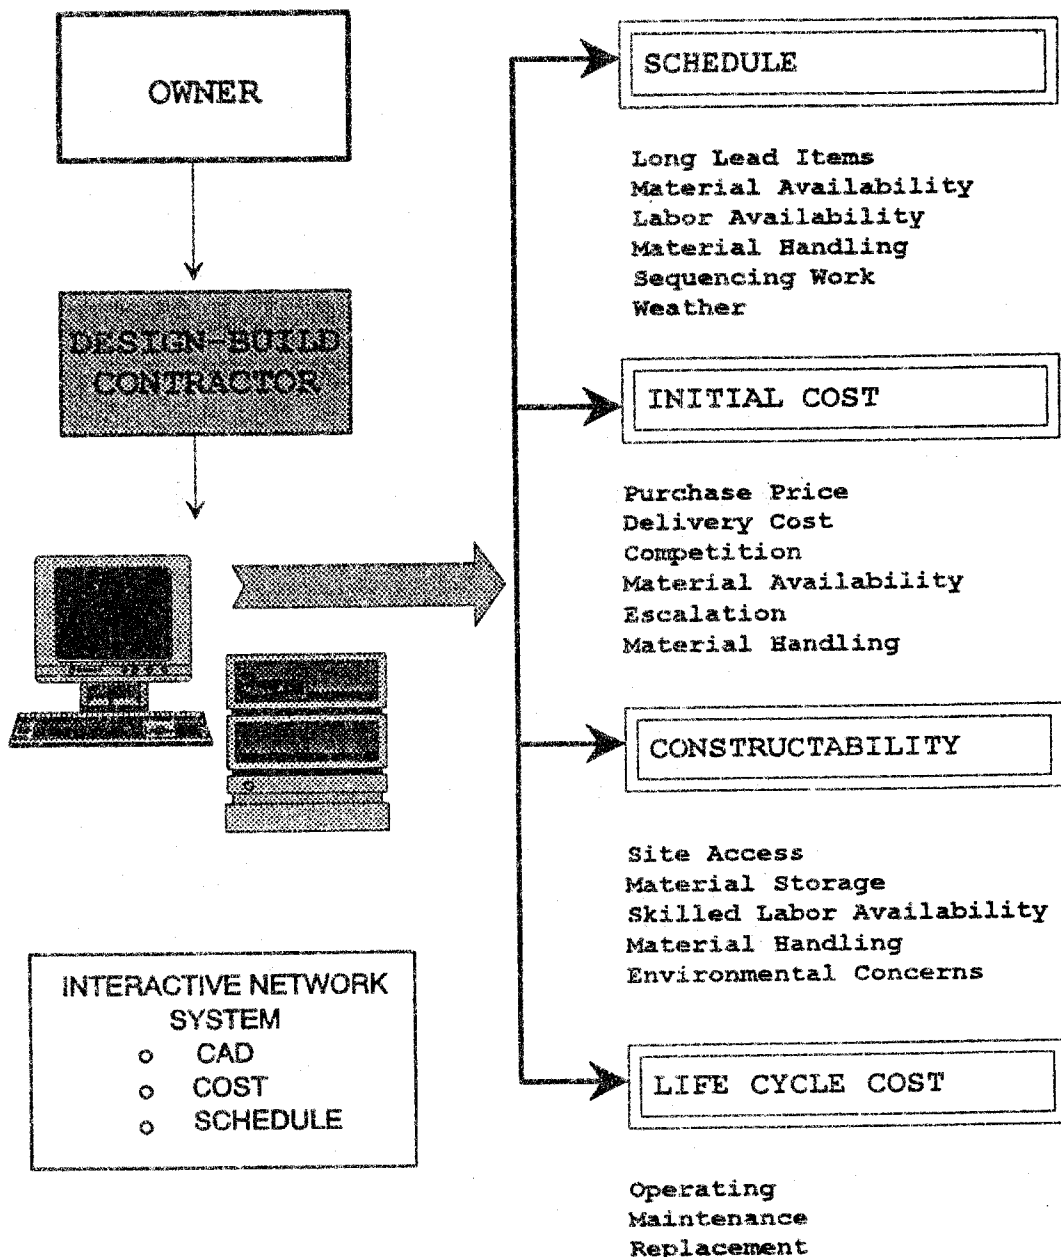 OWNER
DESIGN-BUILD
CONTRACTOR
INTERACTIVE NETWORK
SYSTEM
o CAD
o COST
o SCHEDULE
SCHEDULE
Long Lead Items
Material Availability
Labor Availability
Material Handling
Sequencing Work
Weather
INITIAL COST
Purchase Price
Delivery Cost
Competition
Material Availability
Escalation
Material Handling
CONSTRUCTABILITY
Site Access
Material Storage
Skilled Labor Availability
Material Handling
Environmental Concerns
LIFE CYCLE COST
Operating
Maintenance
Replacement